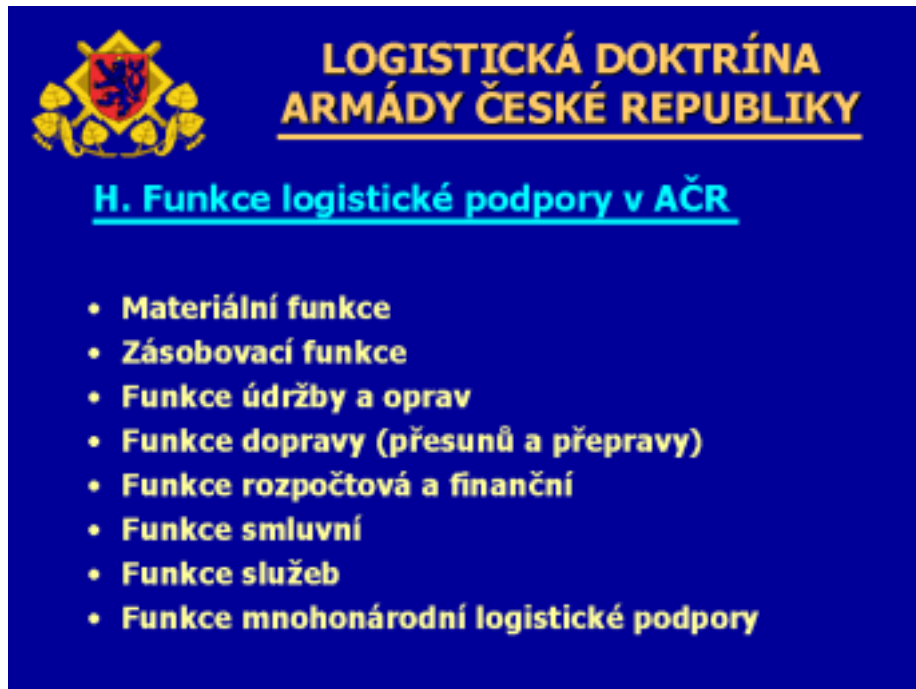 LOGISTICKÁ DOKTRÍNA
ARMÁDY ČESKÉ REPUBLIKY
H. Funkce logistické podpory v AČR
• Materiální funkce
• Zásobovací funkce
• Funkce údržby a oprav
• Funkce dopravy (přesunů a přepravy)
• Funkce rozpočtová a finanční
• Funkce smluvní
• Funkce služeb
• Funkce mnohonárodní logistické podpory